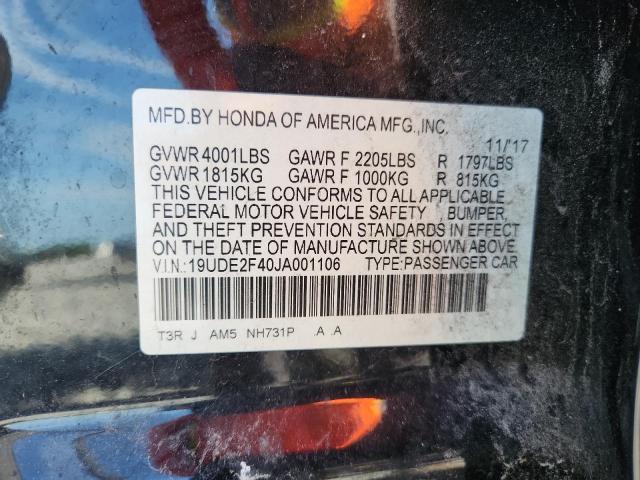 MFD.BY HONDA OF AMERICA MFG.,INC.
11/'17
GVWR 4001LBS GAWR F 2205LBS R 1797LBS
GVWR 1815KG GAWR F 1000KG R 815KG
THIS VEHICLE CONFORMS TO ALL APPLICABLE
FEDERAL MOTOR VEHICLE SAFETY , BUMPER,
AND THEFT PREVENTION STANDARDS IN EFFECT
ON THE DATE OF MANUFACTURE SHOWN ABOVE.
V.I.N.:19UDE2F40JA001106 TYPE:PASSENGER CAR
T3R J AM5 NH731P .A .A